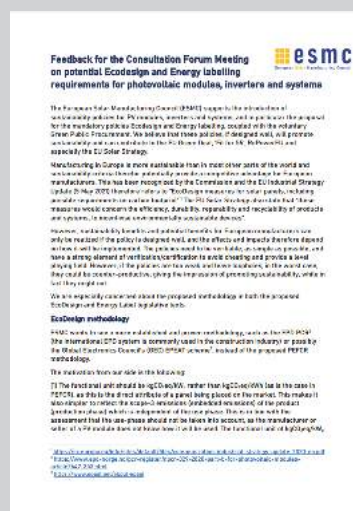 esmc
Feedback for the Consultation Forum Meeting
on potential Ecodesign and Energy labelling
requirements for photovoltaic modules, inverters and systems
The European Solar Manufacturing Council (ESMC) supports the introduction of
sustainability policies for PV modules, inverters and systems, and in particular the proposal
for the mandatory policies Ecodesign and Energy labelling, coupled with the voluntary
Green Public Procurement. We believe that these policies, if designed well, will promote
sustainability and can contribute to the EU Green Deal, "Fit for 55", RePowerEU and
especially the EU Solar Strategy.
Manufacturing in Europe is more sustainable than in most other parts of the world and
sustainability criteria therefor potentially provide a competitive advantage for European
manufacturers. This has been recognized by the Commission and the EU Industrial Strategy
Update (5 May 2021) therefore refers to "EcoDesign measures for solar panels, including
possible requirements on carbon footprint". The EU Solar Strategy also state that "these
measures would concern the efficiency, durability, repairability and recyclability of products
and systems, to incentivise environmentally sustainable devices".
However, sustainability benefits and potential benefits for European manufacturers can
only be realized if the policy is designed well, and the effects and impacts therefore depend
on how it will be implemented. The policies need to be verifiable, as simple as possible, and
have a strong element of verification/certification to avoid cheating and provide a level
playing field. However, if the policies are too weak and leave loopholes, in the worst case,
they could be counter-productive, giving the impression of promoting sustainability, while in
fact they might not.
We are especially concerned about the proposed methodology in both the proposed
EcoDesign and Energy Label legislative texts.
EcoDesign methodology
ESMC wants to see a more established and proven methodology, such as the EPD PCR²
(the International EPD system is commonly used in the construction industry) or possibly
the Global Electronics Council's (GEC) EPEAT scheme³, instead of the proposed PEFCR
methodology.
The motivation from our side is the following:
[1] The functional unit should be kgCO₂eq/kWp rather than kgCO₂eq/kWh (as is the case in
PEFCR), as this is the direct attribute of a panel being placed on the market. This makes it
also simpler to reflect the scope-3 emissions (embedded emissions) of the product
(production phase) which is independent of the use phase. This is in line with the
assessment that the use-phase should not be taken into account, as the manufacturer or
seller of a PV module does not know how it will be used. The functional unit of kgCO₂eq/kWp